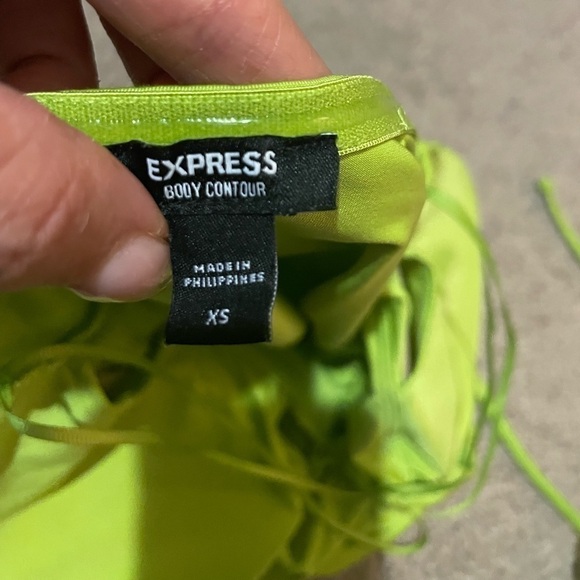 EXPRESS
BODY CONTOUR
MADE IN
PHILIPPINES
XS